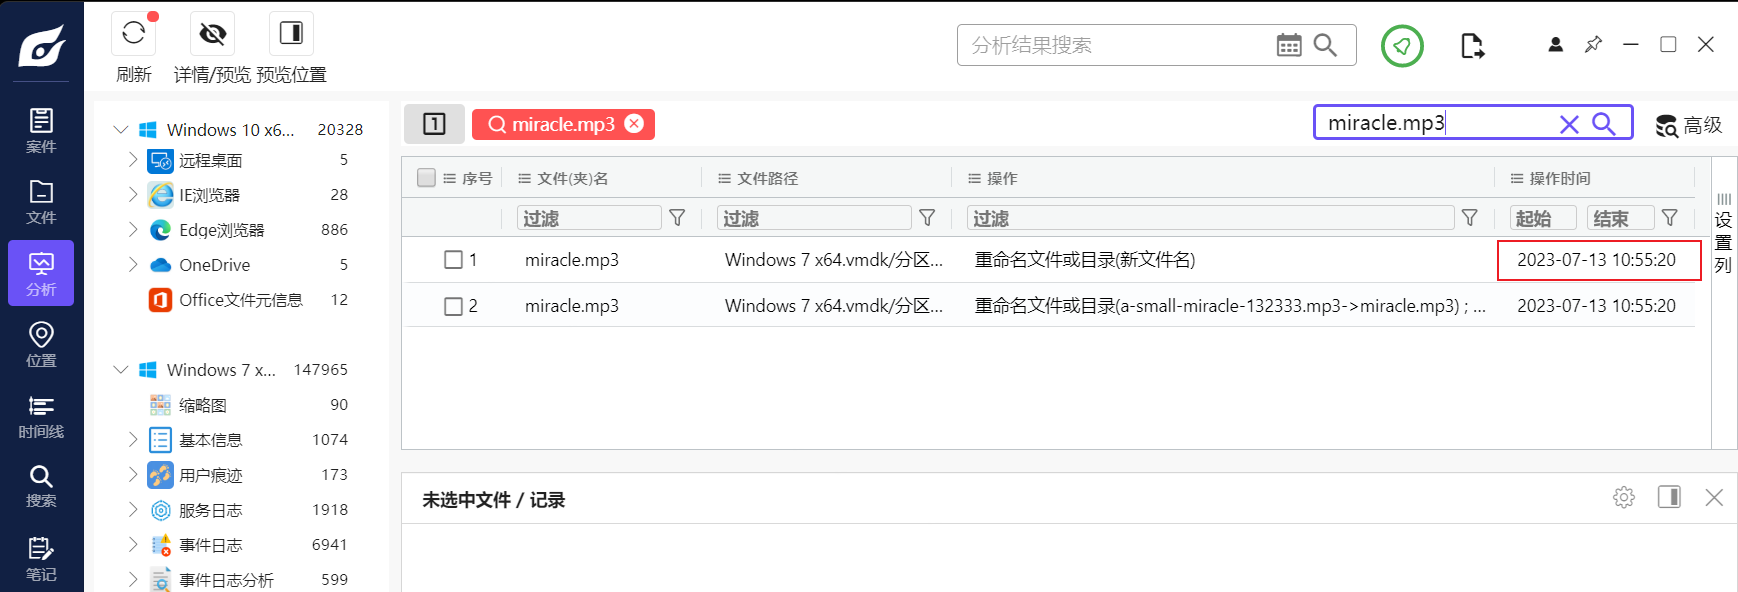 分析结果搜索
刷新
详情/预览
预览位置
案件
文件
分析
位置
时间线
搜索
笔记
Windows 10 x6... 20328
远程桌面 5
IE浏览器 28
Edge浏览器 886
OneDrive 5
Office文件元信息 12
Windows 7 x... 147965
缩略图 90
基本信息 1074
用户痕迹 173
服务日志 1918
事件日志 6941
事件日志分析 599
1 miracle.mp3
miracle.mp3
高级
序号 文件(夹)名 文件路径 操作 操作时间
过滤 过滤 过滤 起始 结束
1 miracle.mp3 Windows 7 x64.vmdk/分区... 重命名文件或目录(新文件名) 2023-07-13 10:55:20
2 miracle.mp3 Windows 7 x64.vmdk/分区... 重命名文件或目录(a-small-miracle-132333.mp3->miracle.mp3) ; ... 2023-07-13 10:55:20
设置列
未选中文件 / 记录